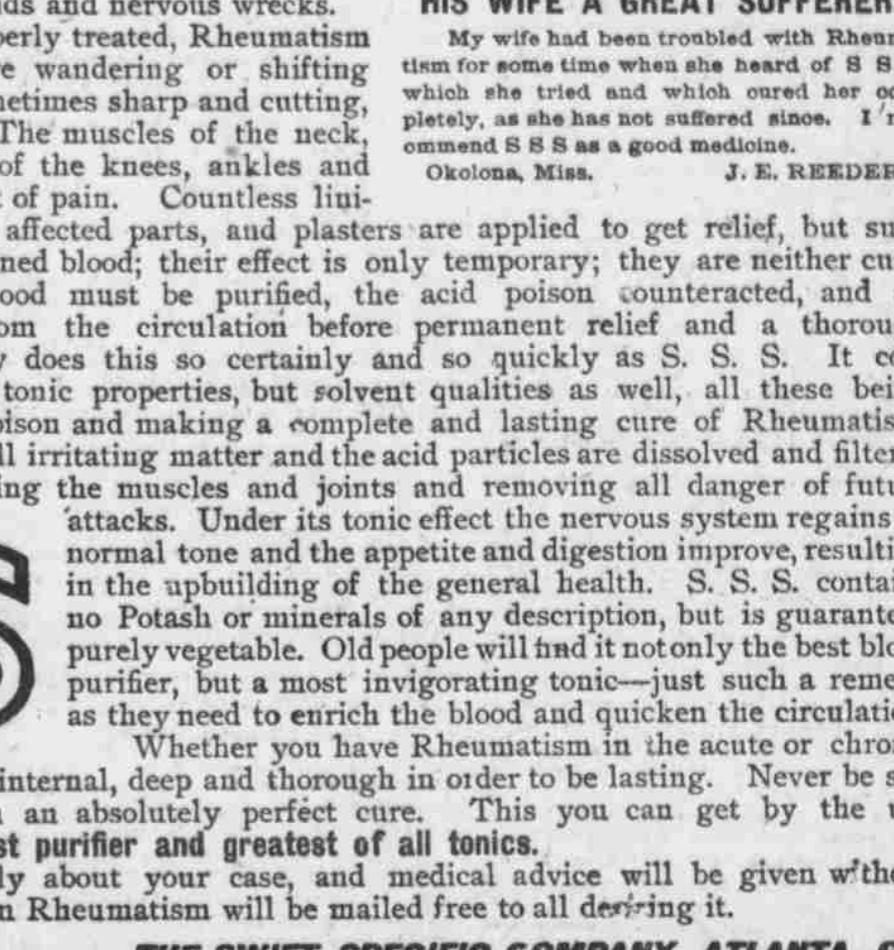 ds and nervous wrecks.
perly treated, Rheumatism
e wandering or shifting
netimes sharp and cutting,
The muscles of the neck,
of the knees, ankles and
t of pain. Countless lini-
HIS WIFE A GREAT SUFFERER
My wife had been troubled with Rheum
tism for some time when she heard of S S
which she tried and which cured her co
pletely, as she has not suffered since. I r
ommend S S S as a good medicine.
Okolona, Miss. J. E. REEDER
affected parts, and plasters are applied to get relief, but su
ned blood; their effect is only temporary; they are neither cu
ood must be purified, the acid poison counteracted, and
om the circulation before permanent relief and a thorou
y does this so certainly and so quickly as S. S. S. It co
tonic properties, but solvent qualities as well, all these bei
oison and making a complete and lasting cure of Rheumatis
ll irritating matter and the acid particles are dissolved and filter
ing the muscles and joints and removing all danger of futu
attacks. Under its tonic effect the nervous system regains
normal tone and the appetite and digestion improve, resulti
in the upbuilding of the general health. S. S. S. contai
no Potash or minerals of any description, but is guarante
purely vegetable. Old people will find it not only the best blo
purifier, but a most invigorating tonic—just such a reme
as they need to enrich the blood and quicken the circulatio
S
Whether you have Rheumatism in the acute or chro
internal, deep and thorough in order to be lasting. Never be s
n an absolutely perfect cure. This you can get by the
st purifier and greatest of all tonics.
ly about your case, and medical advice will be given witho
n Rheumatism will be mailed free to all desiring it.
THE SWIFT SPECIFIC COMPANY, ATLANTA, G